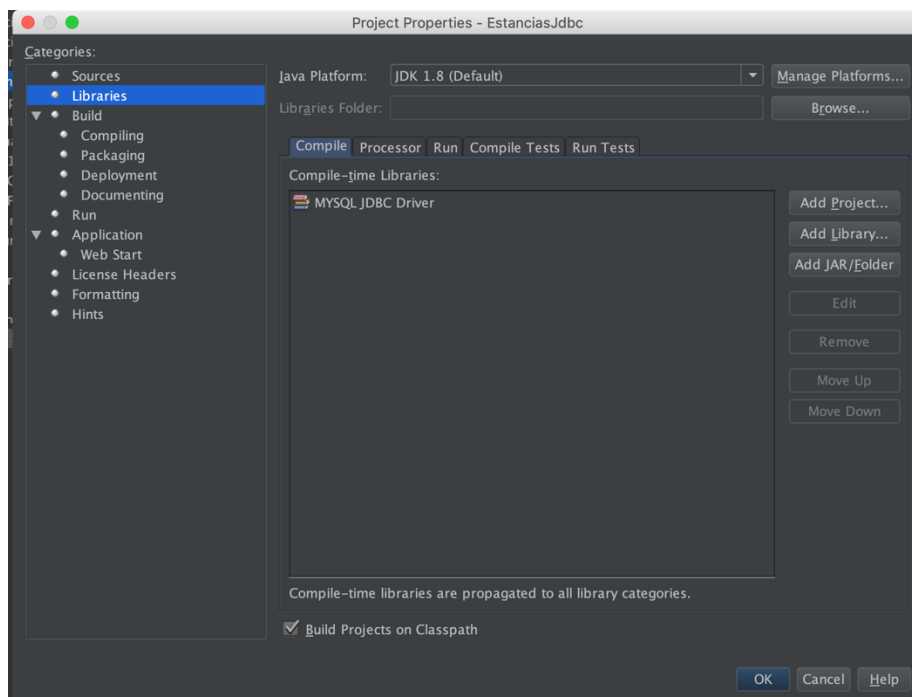 Project Properties - EstanciasJdbc
Categories:
Sources
Libraries
Build
Compiling
Packaging
Deployment
Documenting
Run
Application
Web Start
License Headers
Formatting
Hints
Java Platform:
JDK 1.8 (Default)
Manage Platforms...
Libraries Folder:
Browse...
Compile Processor Run Compile Tests Run Tests
Compile-time Libraries:
MYSQL JDBC Driver
Add Project...
Add Library...
Add JAR/Folder
Edit
Remove
Move Up
Move Down
Compile-time libraries are propagated to all library categories.
Build Projects on Classpath
OK Cancel Help